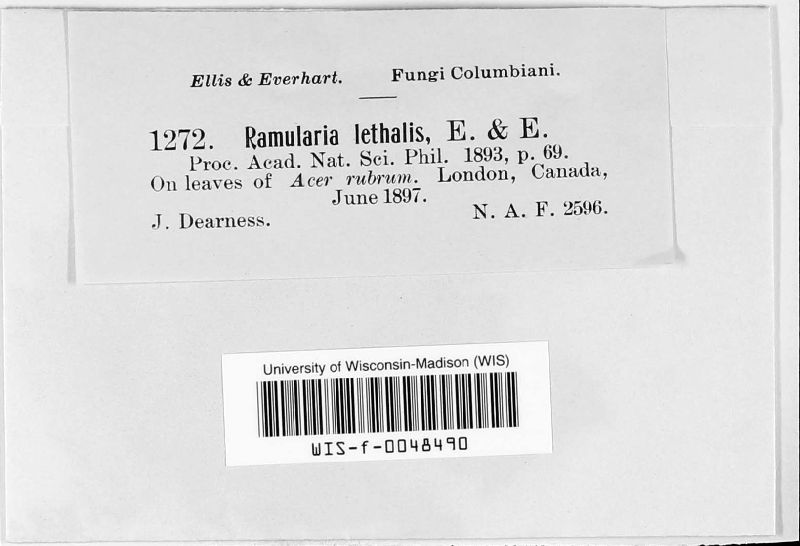 Ellis & Everhart. Fungi Columbiani.
1272. Ramularia lethalis, E. & E.
Proc. Acad. Nat. Sci. Phil. 1893, p. 69.
On leaves of Acer rubrum. London, Canada,
June 1897.
J. Dearness. N. A. F. 2596.
University of Wisconsin-Madison (WIS)
WIS-f-0048490